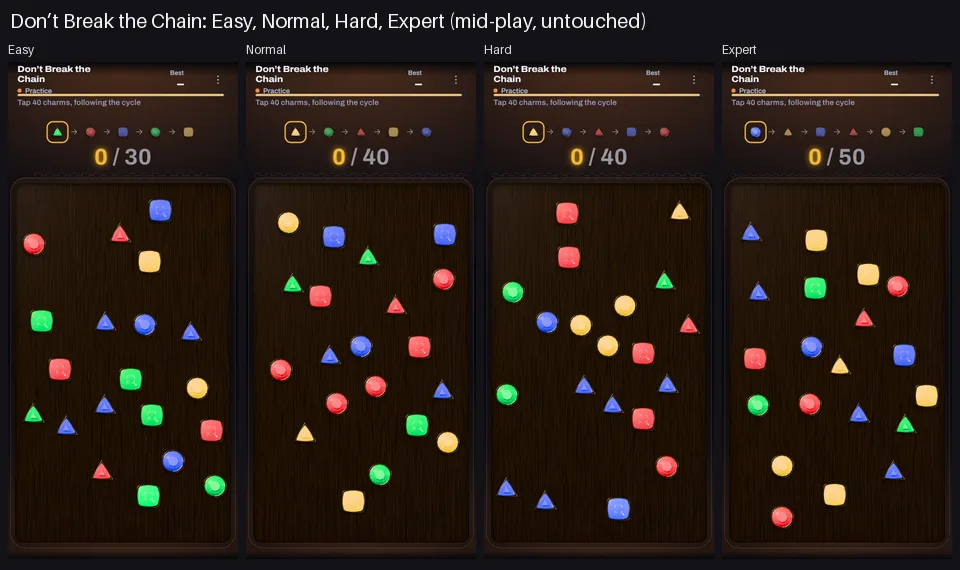 Don’t Break the Chain: Easy, Normal, Hard, Expert (mid-play, untouched)
Easy
Don't Break the
Chain
Best
–
Practice
Tap 40 charms, following the cycle
0 / 30
Normal
Don't Break the
Chain
Best
–
Practice
Tap 40 charms, following the cycle
0 / 40
Hard
Don't Break the
Chain
Best
–
Practice
Tap 40 charms, following the cycle
0 / 40
Expert
Don't Break the
Chain
Best
–
Practice
Tap 40 charms, following the cycle
0 / 50